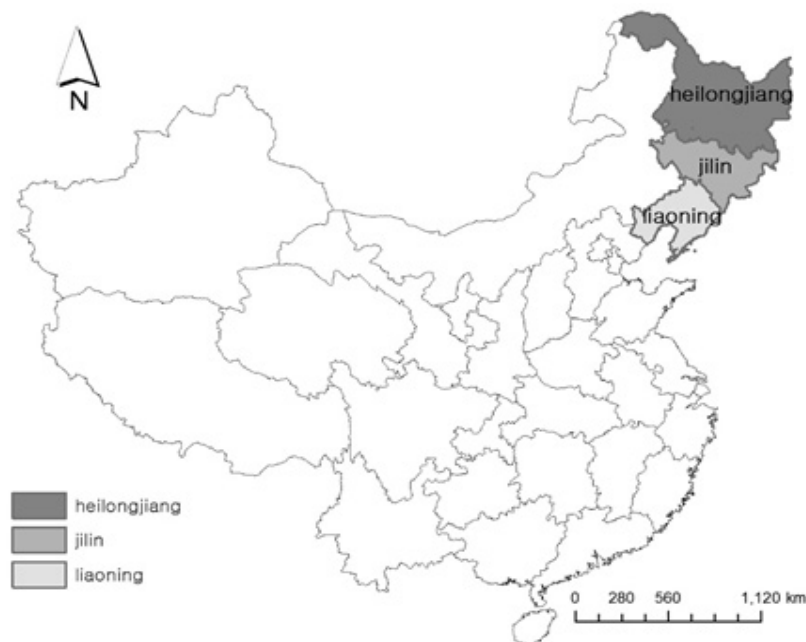 N
heilongjiang
jilin
liaoning
heilongjiang
jilin
liaoning
0 280 560 1,120 km